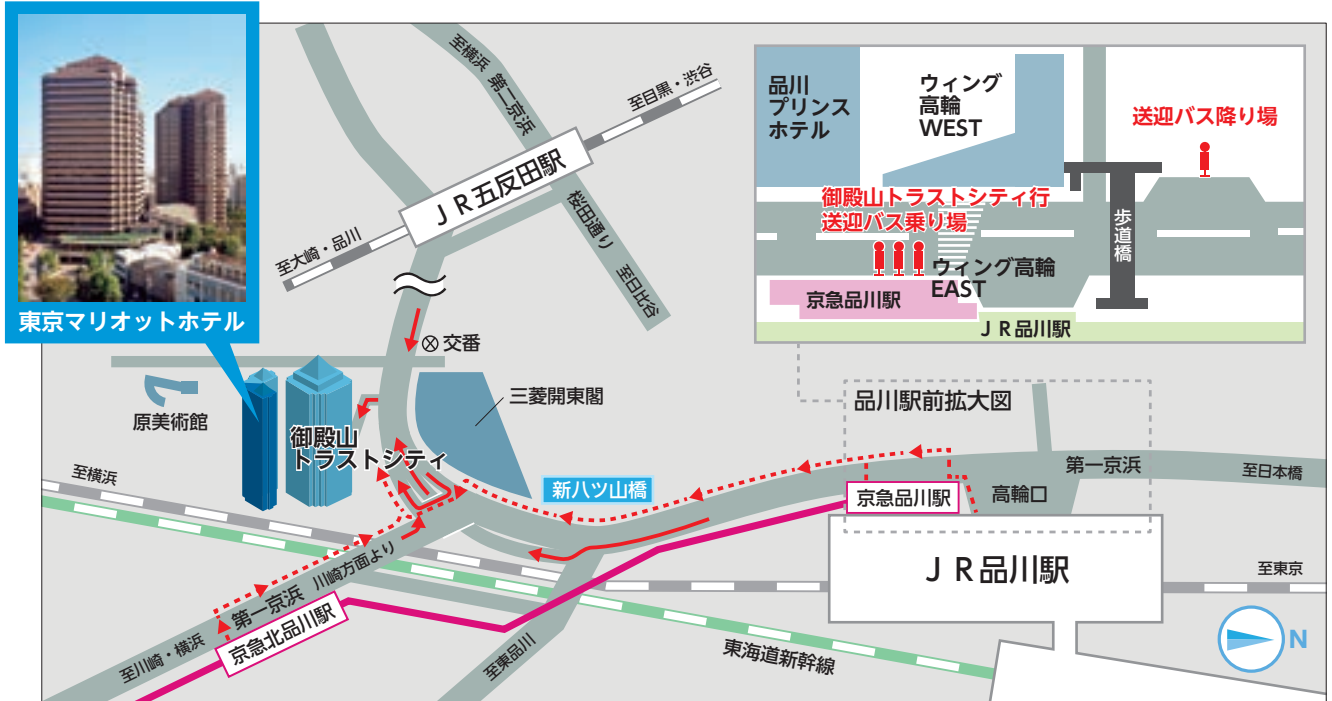 東京マリオットホテル
至横浜 第一京浜
至目黒・渋谷
JR五反田駅
至大崎・品川
桜田通り 至日比谷
交番
原美術館
御殿山
トラストシティ
三菱開東閣
新八ツ山橋
至横浜
第一京浜 川崎方面より
至川崎・横浜
京急北品川駅
至東品川
東海道新幹線
品川
プリンス
ホテル
ウィング
高輪
WEST
送迎バス降り場
御殿山トラストシティ行
送迎バス乗り場
歩道橋
ウィング高輪
EAST
京急品川駅
JR品川駅
品川駅前拡大図
第一京浜
至日本橋
京急品川駅
高輪口
JR品川駅
至東京
N